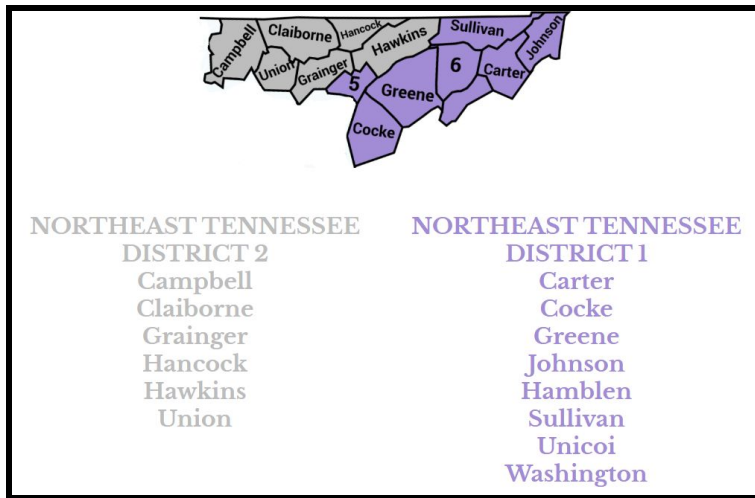 Campbell
Claiborne
Hancock
Hawkins
Sullivan
Johnson
Union
Grainger
5
Greene
6
Carter
Cocke
NORTHEAST TENNESSEE
DISTRICT 2
Campbell
Claiborne
Grainger
Hancock
Hawkins
Union
NORTHEAST TENNESSEE
DISTRICT 1
Carter
Cocke
Greene
Johnson
Hamblen
Sullivan
Unicoi
Washington